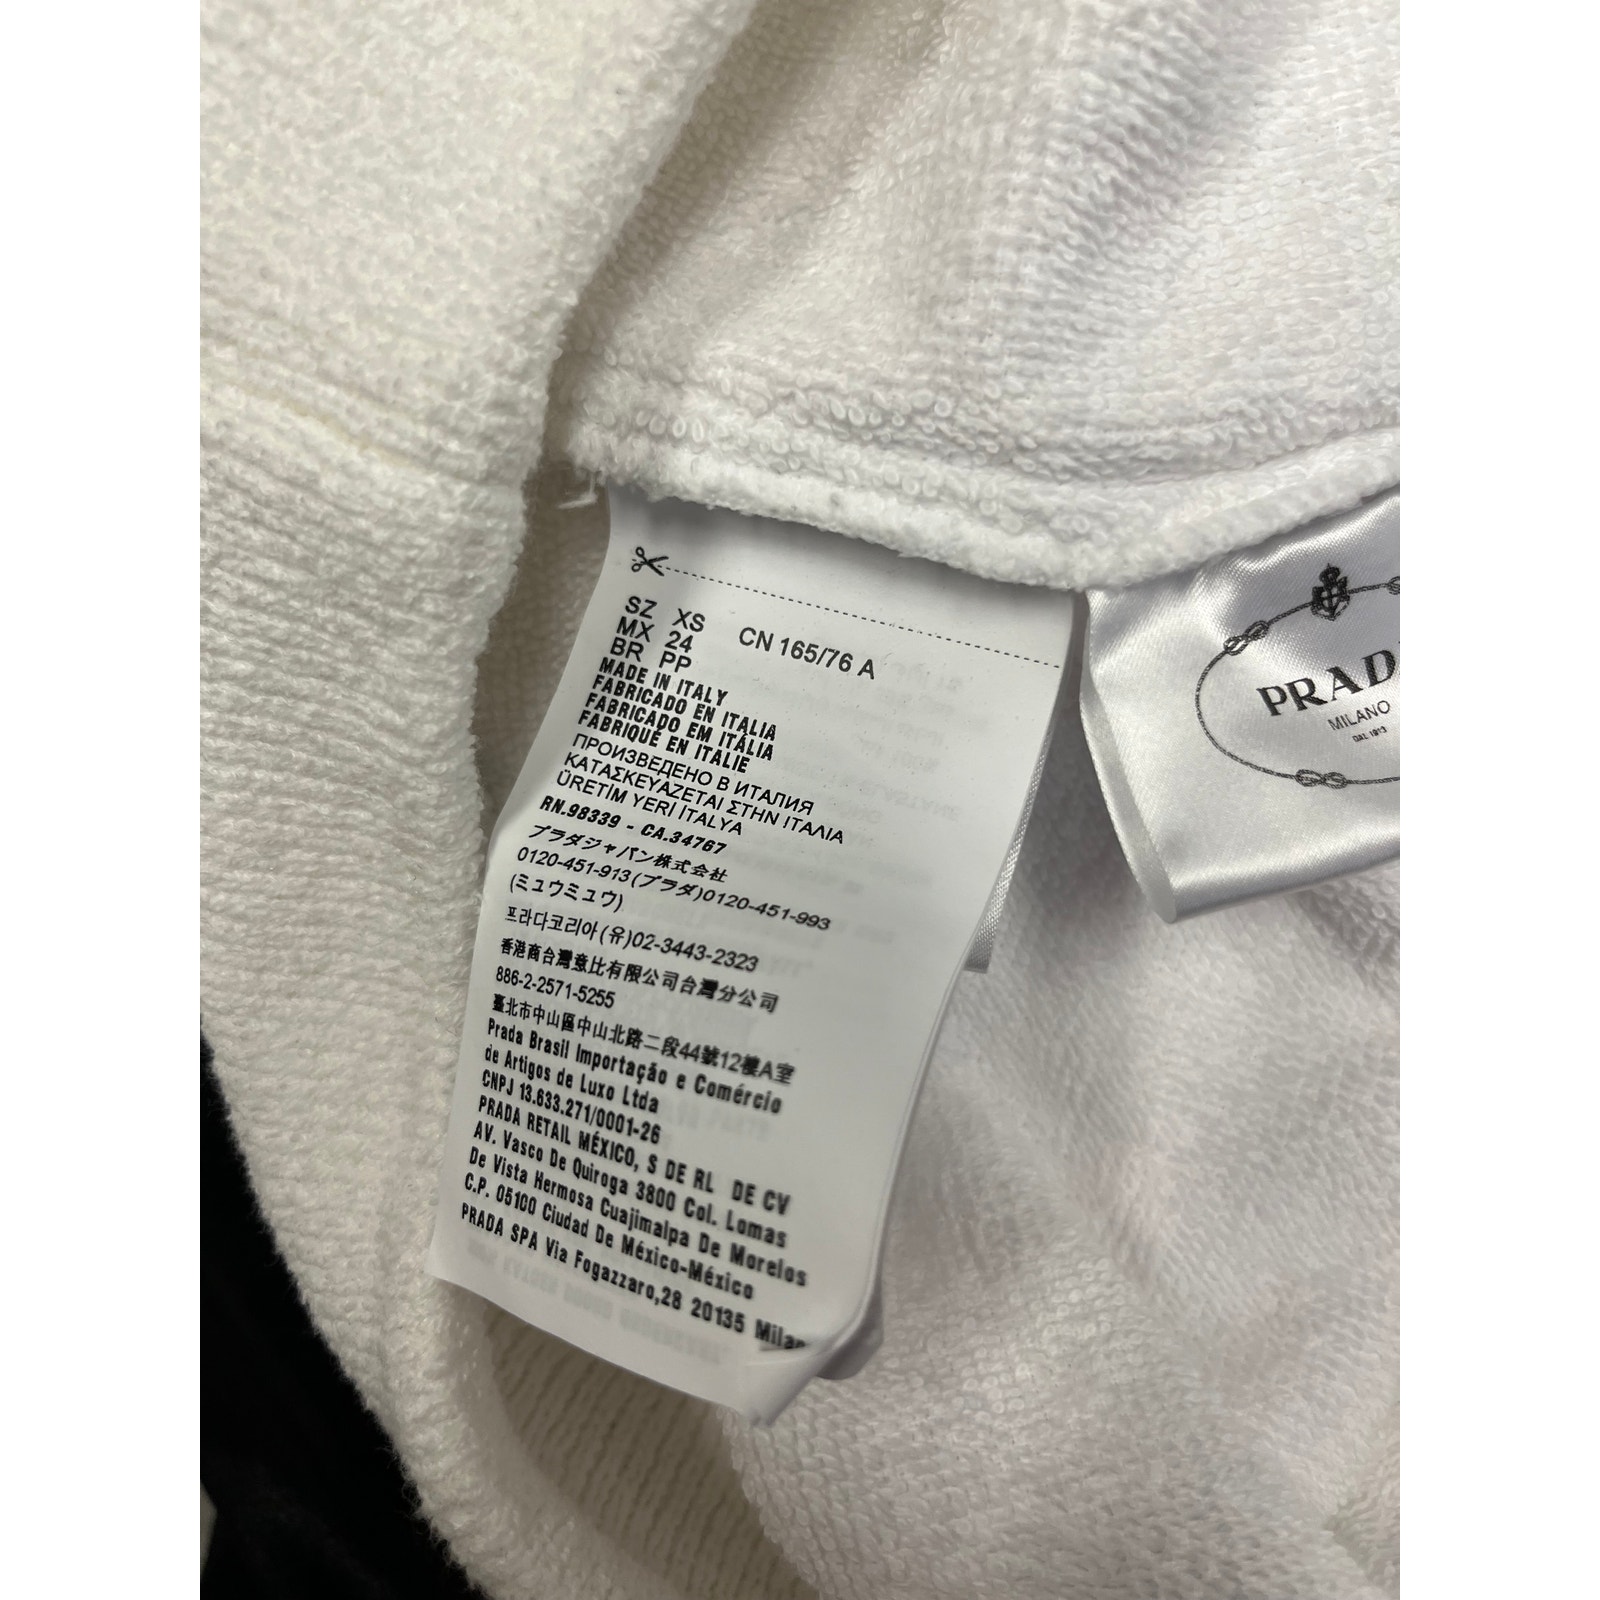 SZ XS CN 165/76 A
MX 24
BR PP
MADE IN ITALY
FABRICADO EN ITALIA
FABRICADO EM ITÁLIA
FABRIQUÉ EN ITALIE
ПРОИЗВЕДЕНО В ИТАЛИЯ
ΚΑΤΑΣΚΕΥΑΖΕΤΑΙ ΣΤΗΝ ΙΤΑΛΙΑ
ÜRETİM YERİ İTALYA
RN.98339 - CA.34767
プラダジャパン株式会社
0120-451-913(プラダ)0120-451-993
(ミュウミュウ)
프라다코리아(유)02-3443-2323
香港商台灣意比有限公司台灣分公司
886-2-2571-5255
臺北市中山區中山北路二段44號12樓A室
Prada Brasil Importação e Comércio
de Artigos de Luxo Ltda
CNPJ 13.633.271/0001-26
PRADA RETAIL MÉXICO, S DE RL DE CV
AV. Vasco De Quiroga 3800 Col. Lomas
De Vista Hermosa Cuajimalpa De Morelos
C.P. 05100 Ciudad De México-México
PRADA SPA Via Fogazzaro,28 20135 Milan
PRAD
MILANO
DAL 1913